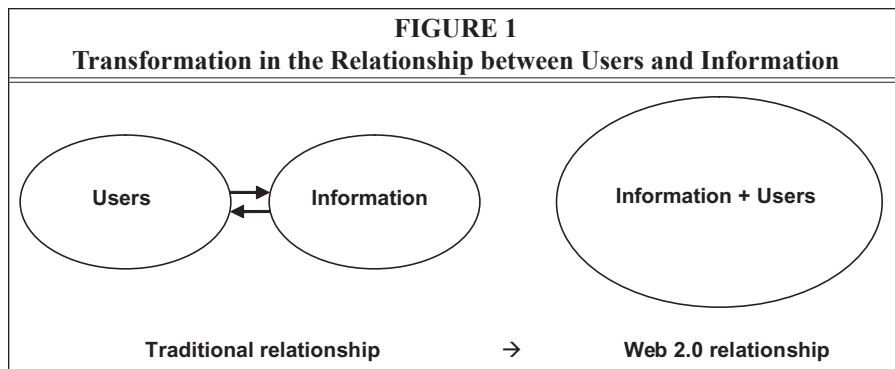 FIGURE 1
Transformation in the Relationship between Users and Information
Users
Information
Information + Users
Traditional relationship → Web 2.0 relationship